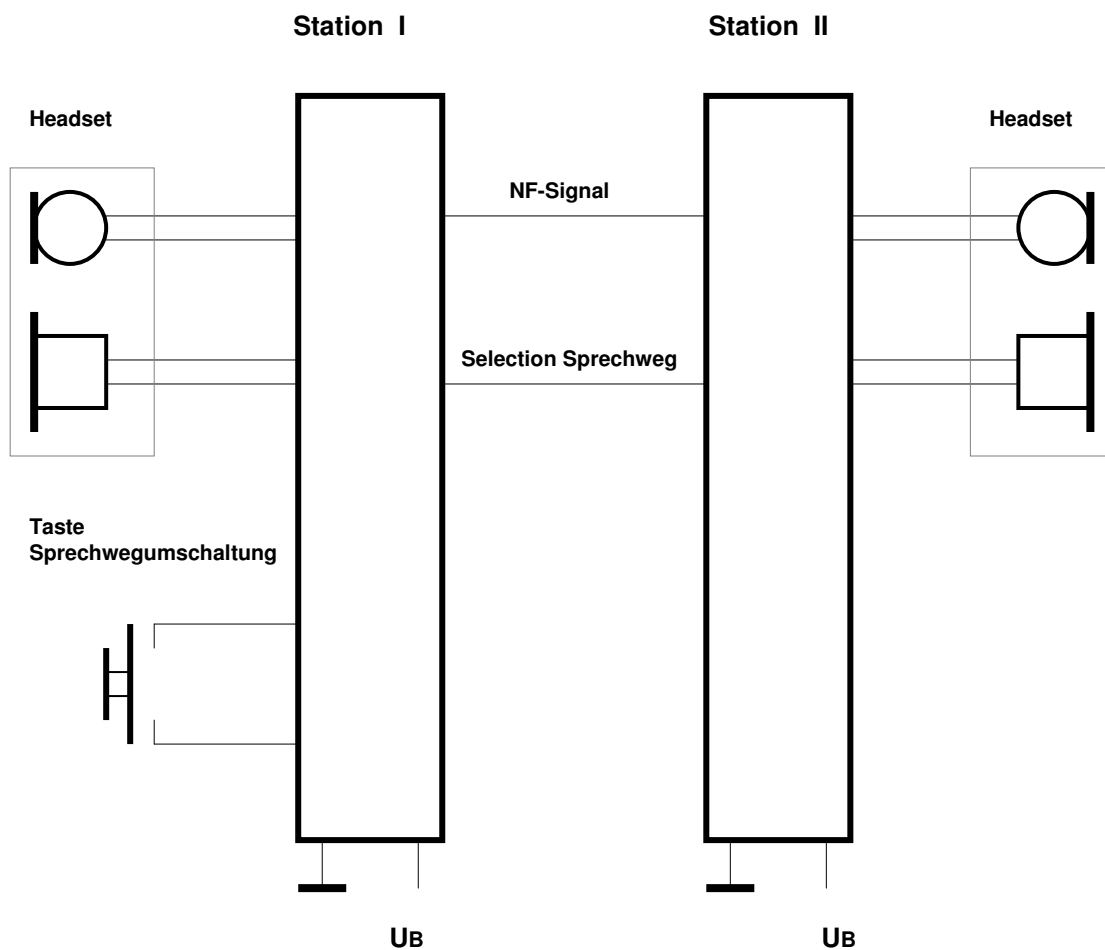 Station I
Station II
Headset
Headset
NF-Signal
Selection Sprechweg
Taste
Sprechwegumschaltung
UB
UB